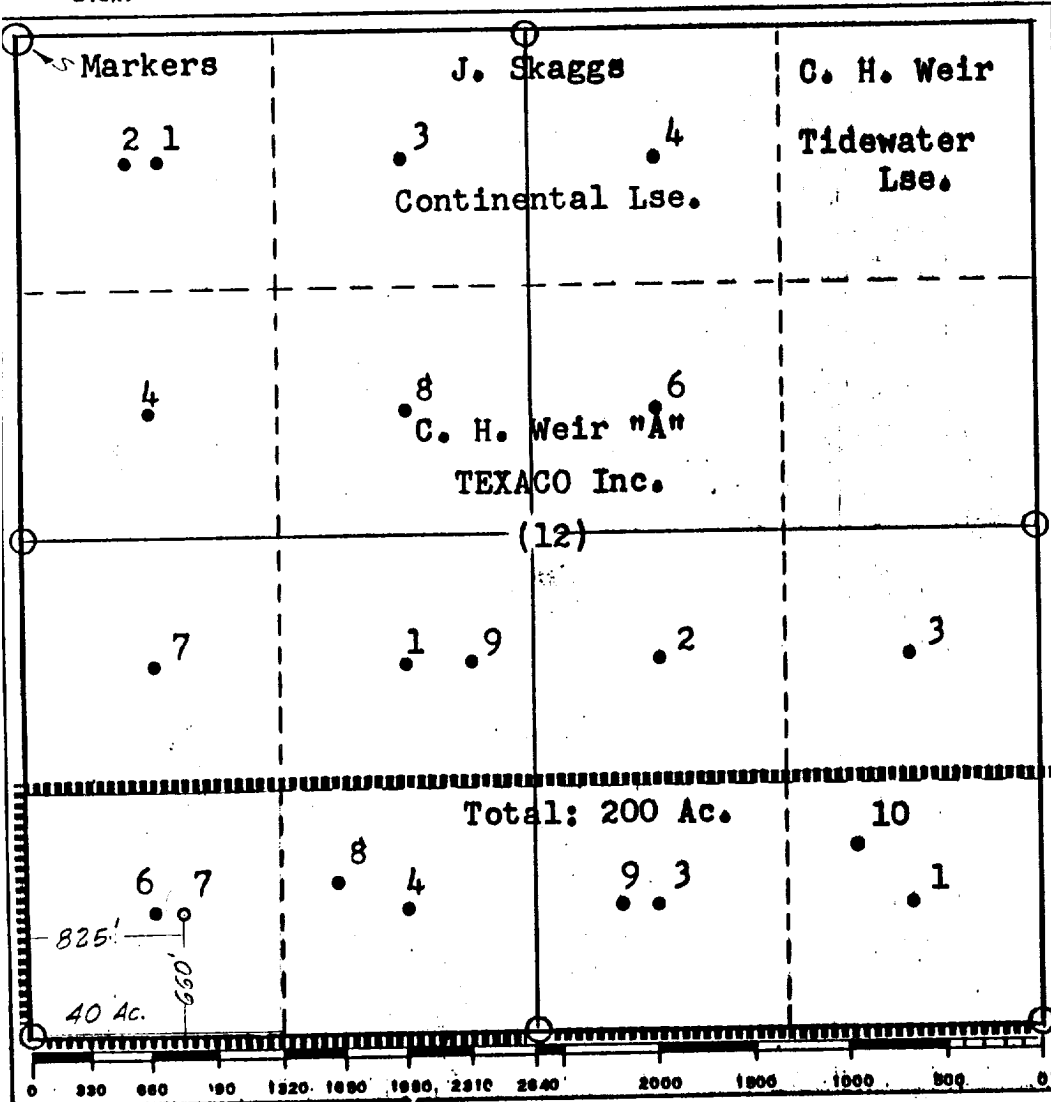 Markers J. Skaggs C. H. Weir
2 1 3 4 Tidewater
Lse.
Continental Lse.
4 8 6
C. H. Weir "A"
TEXACO Inc.
(12)
7 1 9 2 3
Total: 200 Ac. 10
6 7 8 4 9 3 1
825'
660'
40 Ac.
0 330 660 990 1320 1650 1980 2310 2640 2000 1500 1000 500 0